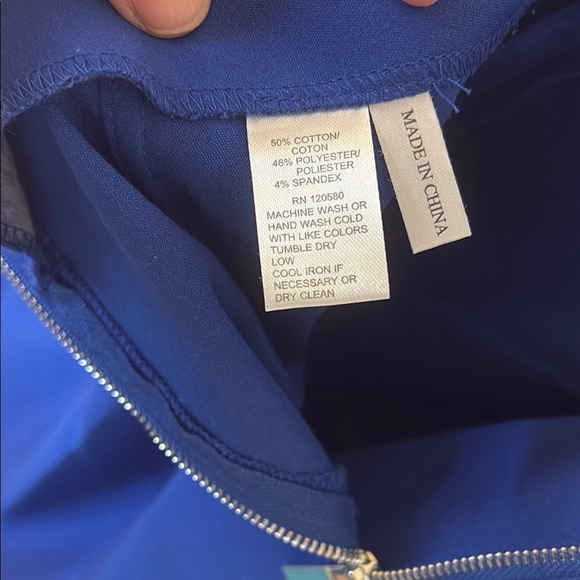 50% COTTON/
COTON
46% POLYESTER/
POLIESTER
4% SPANDEX
RN 120580
MACHINE WASH OR
HAND WASH COLD
WITH LIKE COLORS
TUMBLE DRY
LOW
COOL IRON IF
NECESSARY OR
DRY CLEAN
MADE IN CHINA